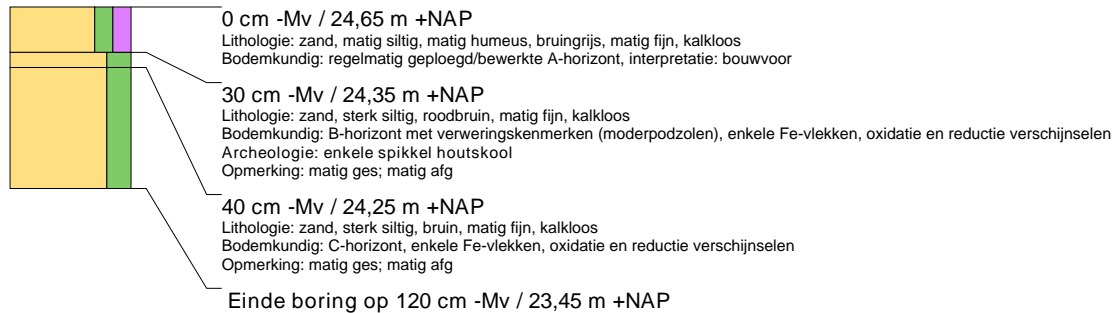 0 cm -Mv / 24,65 m +NAP
Lithologie: zand, matig siltig, matig humeus, bruingrijs, matig fijn, kalkloos
Bodemkundig: regelmatig geploegd/bewerkte A-horizont, interpretatie: bouwvoor
30 cm -Mv / 24,35 m +NAP
Lithologie: zand, sterk siltig, roodbruin, matig fijn, kalkloos
Bodemkundig: B-horizont met verweringskenmerken (moderpodzolen), enkele Fe-vlekken, oxidatie en reductie verschijnselen
Archeologie: enkele spikkel houtskool
Opmerking: matig ges; matig afg
40 cm -Mv / 24,25 m +NAP
Lithologie: zand, sterk siltig, bruin, matig fijn, kalkloos
Bodemkundig: C-horizont, enkele Fe-vlekken, oxidatie en reductie verschijnselen
Opmerking: matig ges; matig afg
Einde boring op 120 cm -Mv / 23,45 m +NAP